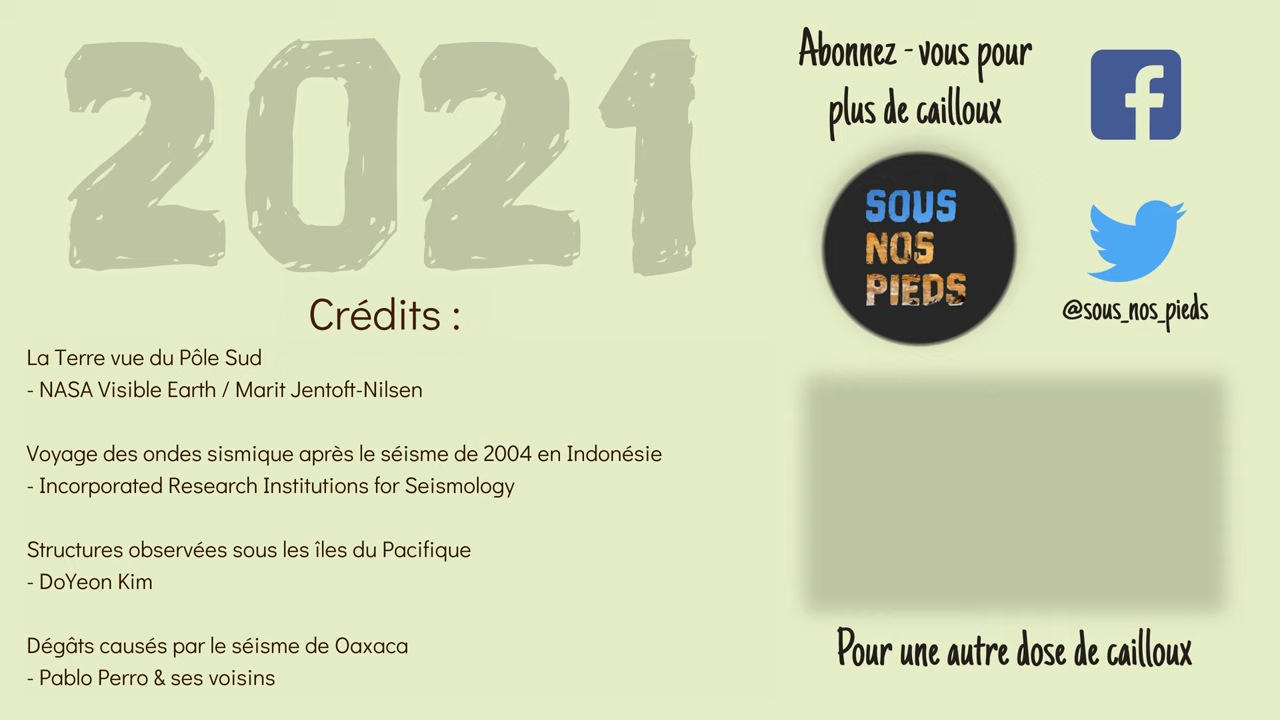 2021
Crédits :
La Terre vue du Pôle Sud
- NASA Visible Earth / Marit Jentoft-Nilsen
Voyage des ondes sismique après le séisme de 2004 en Indonésie
- Incorporated Research Institutions for Seismology
Structures observées sous les îles du Pacifique
- DoYeon Kim
Dégâts causés par le séisme de Oaxaca
- Pablo Perro & ses voisins
Abonnez - vous pour
plus de cailloux
SOUS
NOS
PIEDS
@sous_nos_pieds
Pour une autre dose de cailloux